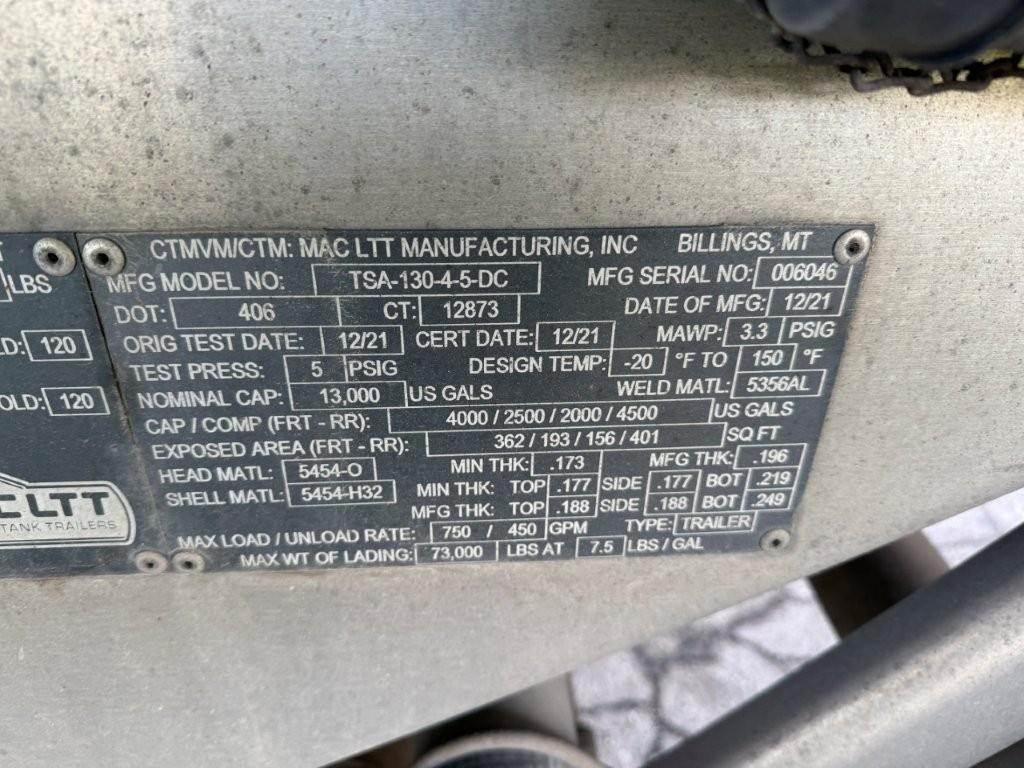 CTMVM/CTM: MAC LTT MANUFACTURING, INC BILLINGS, MT
MFG MODEL NO: TSA-130-4-5-DC MFG SERIAL NO: 006046
DOT: 406 CT: 12873 DATE OF MFG: 12/21
ORIG TEST DATE: 12/21 CERT DATE: 12/21 MAWP: 3.3 PSIG
TEST PRESS: 5 PSIG DESIGN TEMP: -20 °F TO 150 °F
NOMINAL CAP: 13,000 US GALS WELD MATL: 5356AL
CAP / COMP (FRT - RR): 4000 / 2500 / 2000 / 4500 US GALS
EXPOSED AREA (FRT - RR): 362 / 193 / 156 / 401 SQ FT
HEAD MATL: 5454-O MIN THK: .173 MFG THK: .196
SHELL MATL: 5454-H32 MIN THK: TOP .177 SIDE .177 BOT .219
MFG THK: TOP .188 SIDE .188 BOT .249
MAX LOAD / UNLOAD RATE: 750 / 450 GPM TYPE: TRAILER
MAX WT OF LADING: 73,000 LBS AT 7.5 LBS / GAL
LBS
D: 120
OLD: 120
C LTT
TANK TRAILERS